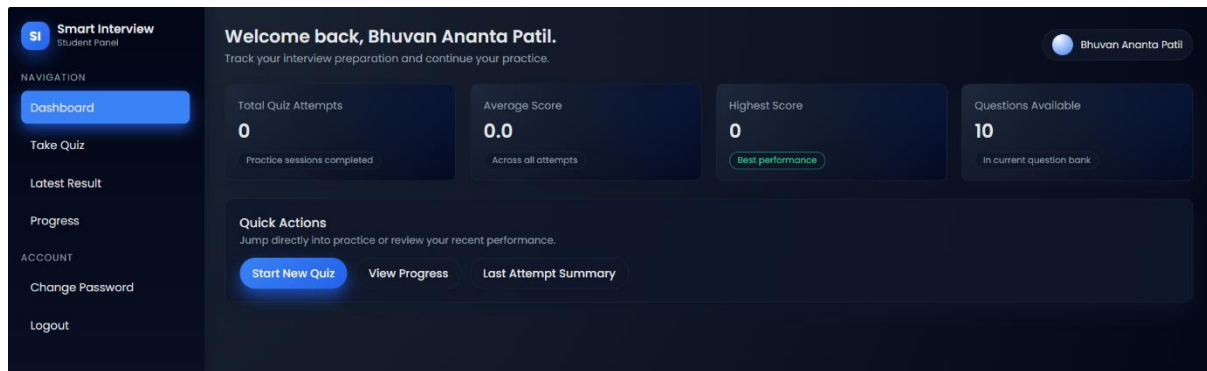 SI
Smart Interview
Student Panel
NAVIGATION
Dashboard
Take Quiz
Latest Result
Progress
ACCOUNT
Change Password
Logout
Welcome back, Bhuvan Ananta Patil.
Track your interview preparation and continue your practice.
Bhuvan Ananta Patil
Total Quiz Attempts
0
Practice sessions completed
Average Score
0.0
Across all attempts
Highest Score
0
Best performance
Questions Available
10
In current question bank
Quick Actions
Jump directly into practice or review your recent performance.
Start New Quiz
View Progress
Last Attempt Summary